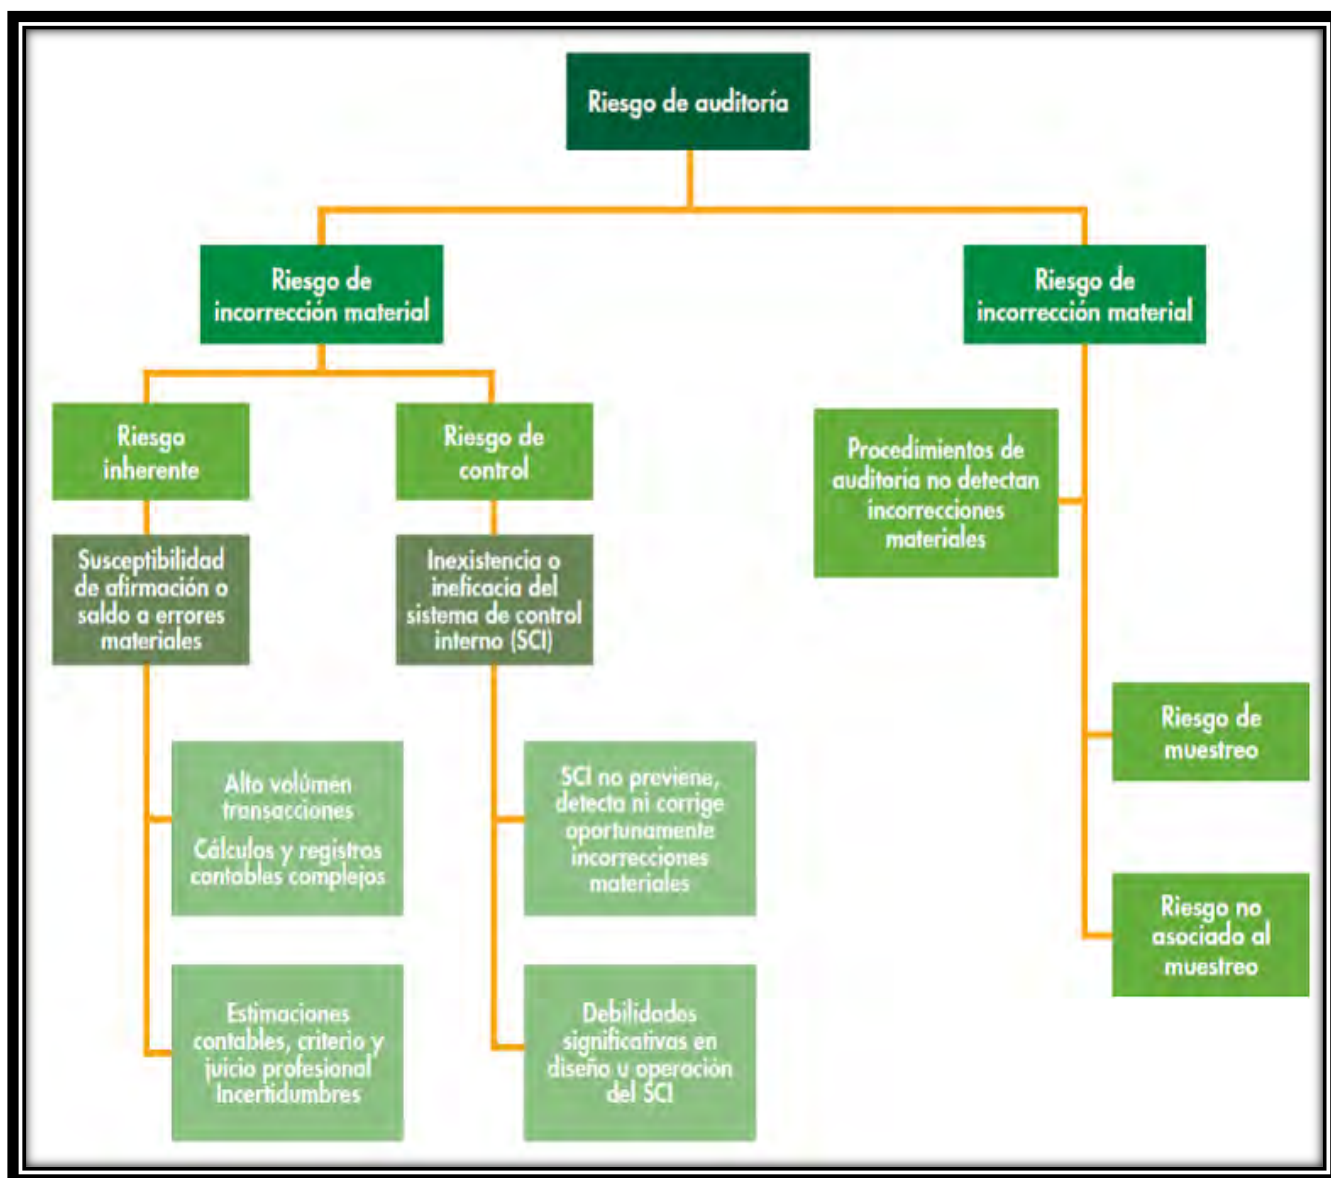 Riesgo de auditoría
Riesgo de
incorrección material
Riesgo de
incorrección material
Riesgo
inherente
Riesgo de
control
Procedimientos de
auditoría no detectan
incorrecciones
materiales
Susceptibilidad
de afirmación o
saldo a errores
materiales
Inexistencia o
ineficacia del
sistema de control
interno (SCI)
Riesgo de
muestreo
Alto volúmen
transacciones
Cálculos y registros
contables complejos
SCI no previene,
detecta ni corrige
oportunamente
incorrecciones
materiales
Riesgo no
asociado al
muestreo
Estimaciones
contables, criterio y
juicio profesional
Incertidumbres
Debilidades
significativas en
diseño u operación
del SCI